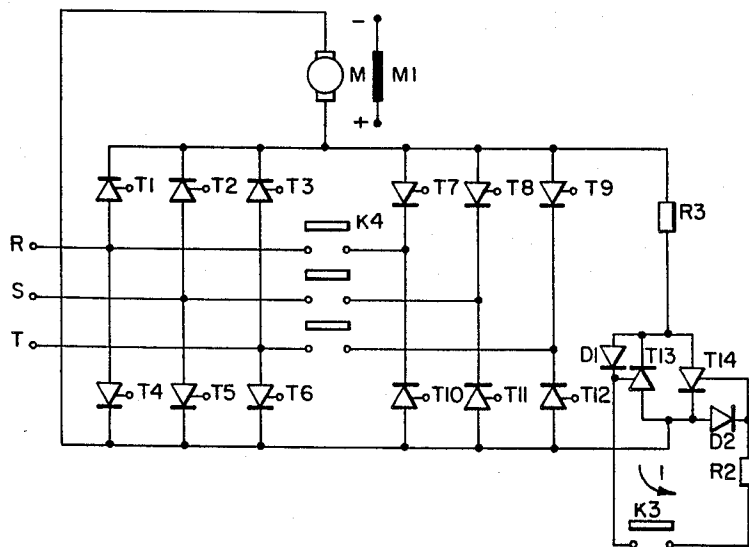 −
M M1
+
T1 T2 T3 T7 T8 T9
K4
R3
R
S
T
D1 T13 T14
T4 T5 T6 T10 T11 T12
D2
I
R2
K3